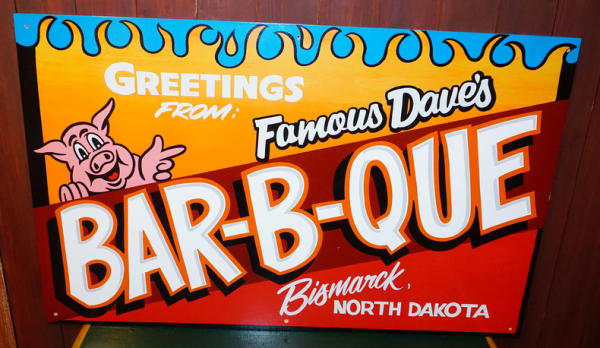 GREETINGS
FROM:
Famous Dave's
BAR-B-QUE
Bismarck,
NORTH DAKOTA